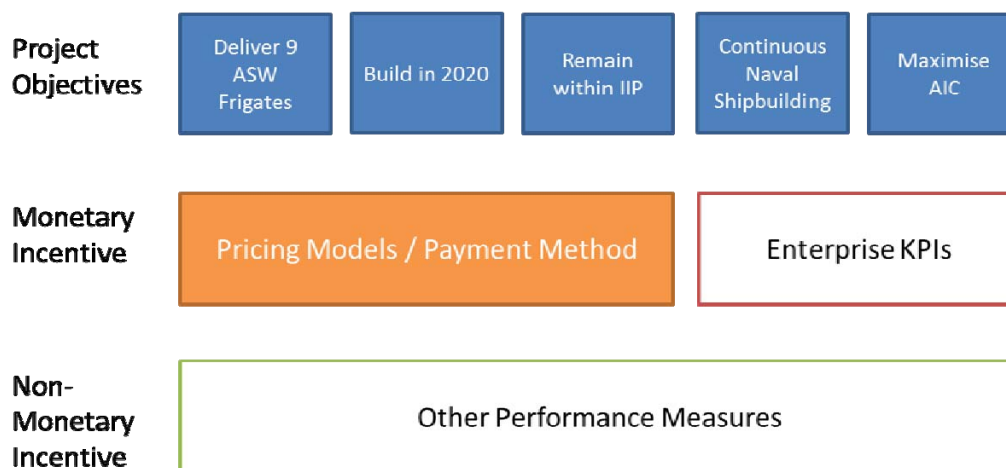 Project
Objectives
Deliver 9
ASW
Frigates
Build in 2020
Remain
within IIP
Continuous
Naval
Shipbuilding
Maximise
AIC
Monetary
Incentive
Pricing Models / Payment Method
Enterprise KPIs
Non-
Monetary
Incentive
Other Performance Measures